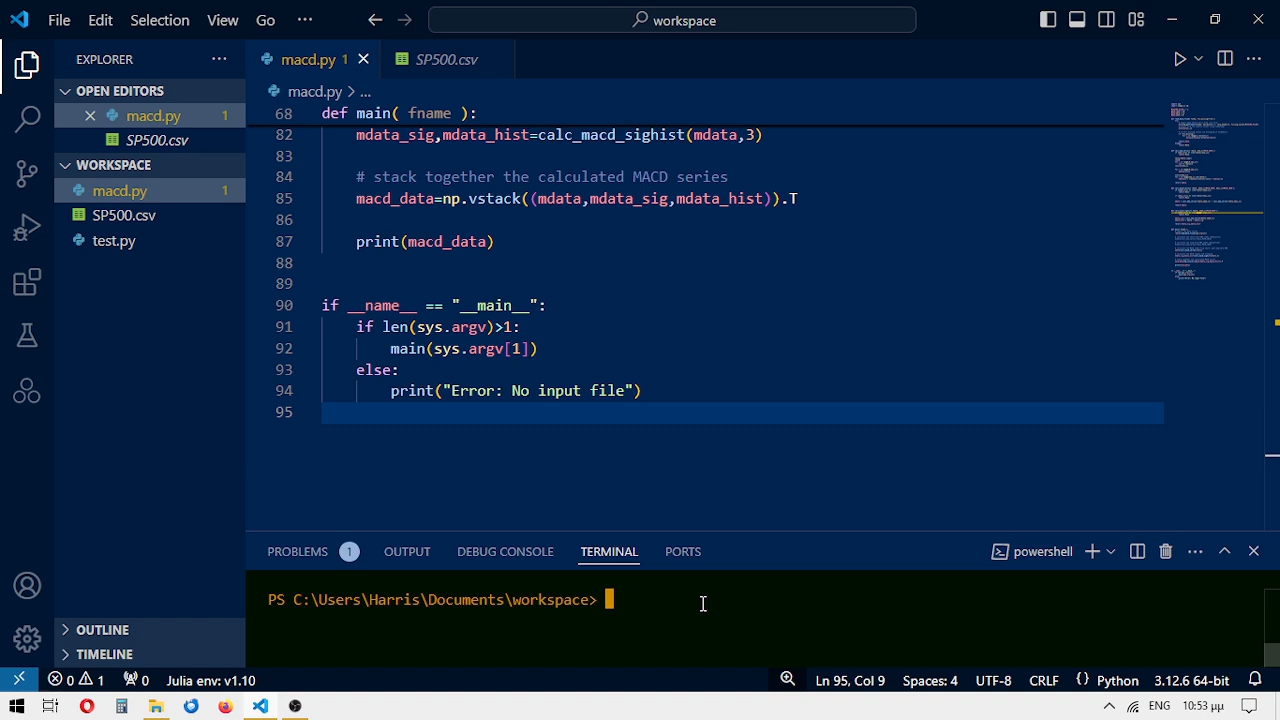 File Edit Selection View Go ... workspace
EXPLORER ...
OPEN EDITORS
macd.py 1
SP500.csv
WORKSPACE
macd.py 1
SP500.csv
test.py
OUTLINE
TIMELINE
macd.py 1 SP500.csv
macd.py > ...
68 def main( fname ):
82 mdata_sig,mdata_hist=calc_macd_sighist(mdata,3)
83
84 # stack together the calculated MACD series
85 macd_data=np.vstack((mdata,mdata_sig,mdata_hist)).T
86
87 print(macd_data)
88
89
90 if __name__ == "__main__":
91 if len(sys.argv)>1:
92 main(sys.argv[1])
93 else:
94 print("Error: No input file")
95
PROBLEMS 1 OUTPUT DEBUG CONSOLE TERMINAL PORTS powershell
PS C:\Users\Harris\Documents\workspace>
0 1 0 Julia env: v1.10 Ln 95, Col 9 Spaces: 4 UTF-8 CRLF Python 3.12.6 64-bit
ENG 10:53 μμ